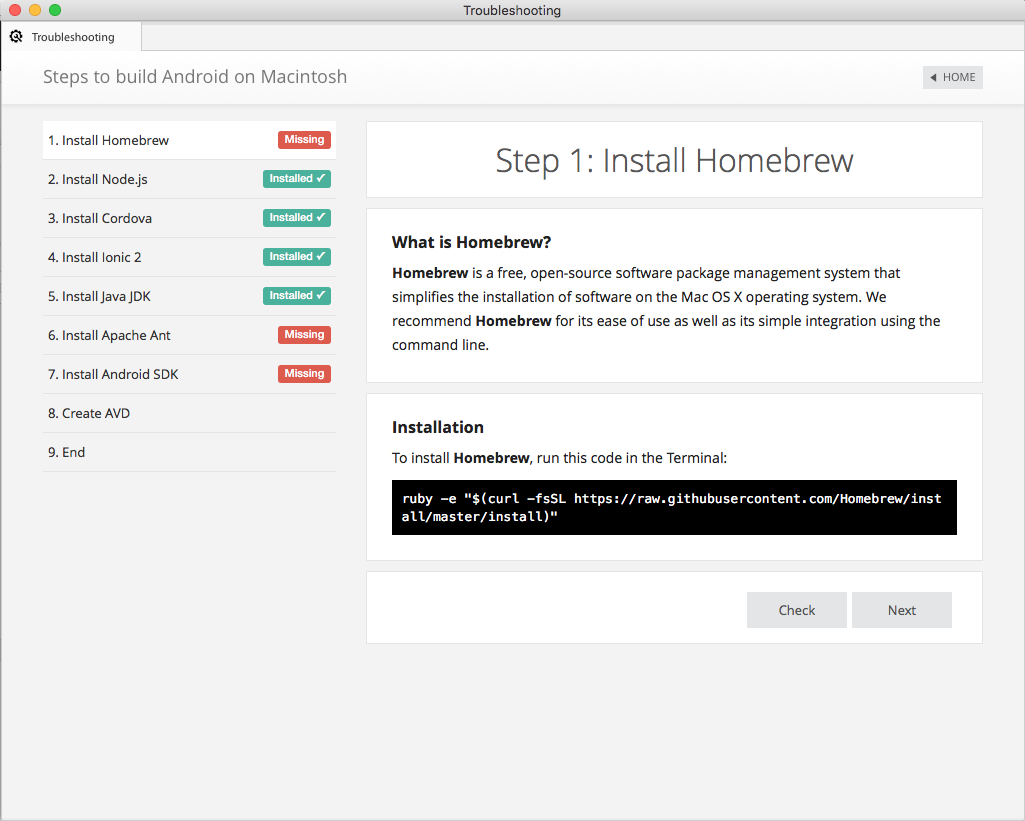 Troubleshooting
Troubleshooting
Steps to build Android on Macintosh
◀ HOME
1. Install Homebrew Missing
2. Install Node.js Installed ✓
3. Install Cordova Installed ✓
4. Install Ionic 2 Installed ✓
5. Install Java JDK Installed ✓
6. Install Apache Ant Missing
7. Install Android SDK Missing
8. Create AVD
9. End
Step 1: Install Homebrew
What is Homebrew?
Homebrew is a free, open-source software package management system that
simplifies the installation of software on the Mac OS X operating system. We
recommend Homebrew for its ease of use as well as its simple integration using the
command line.
Installation
To install Homebrew, run this code in the Terminal:
ruby -e "$(curl -fsSL https://raw.githubusercontent.com/Homebrew/inst
all/master/install)"
Check Next